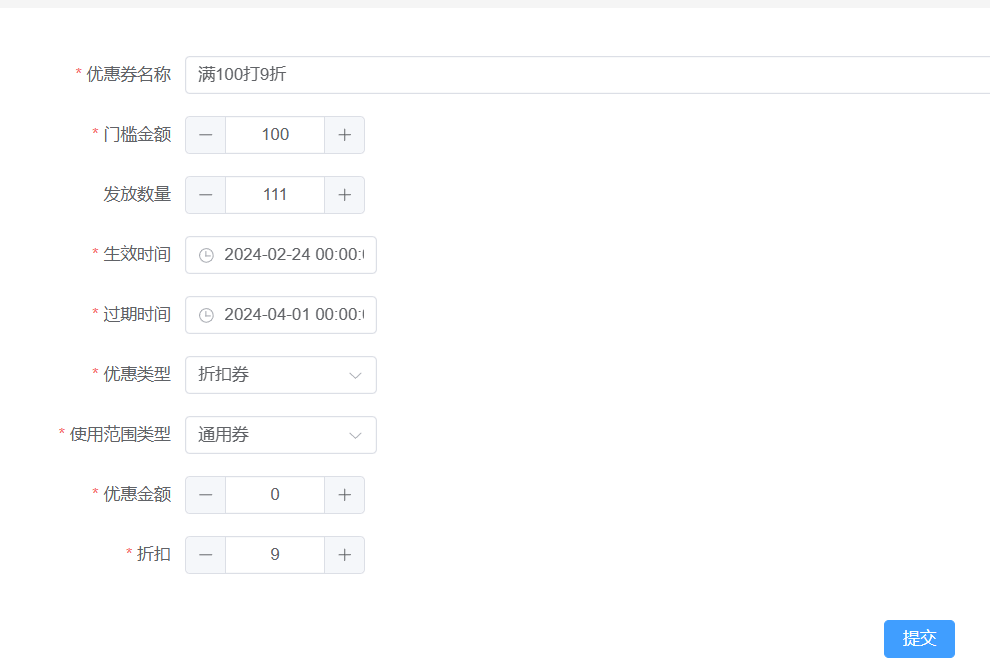 * 优惠券名称 满100打9折
* 门槛金额 100
发放数量 111
* 生效时间 2024-02-24 00:00:
* 过期时间 2024-04-01 00:00:
* 优惠类型 折扣券
* 使用范围类型 通用券
* 优惠金额 0
* 折扣 9
提交